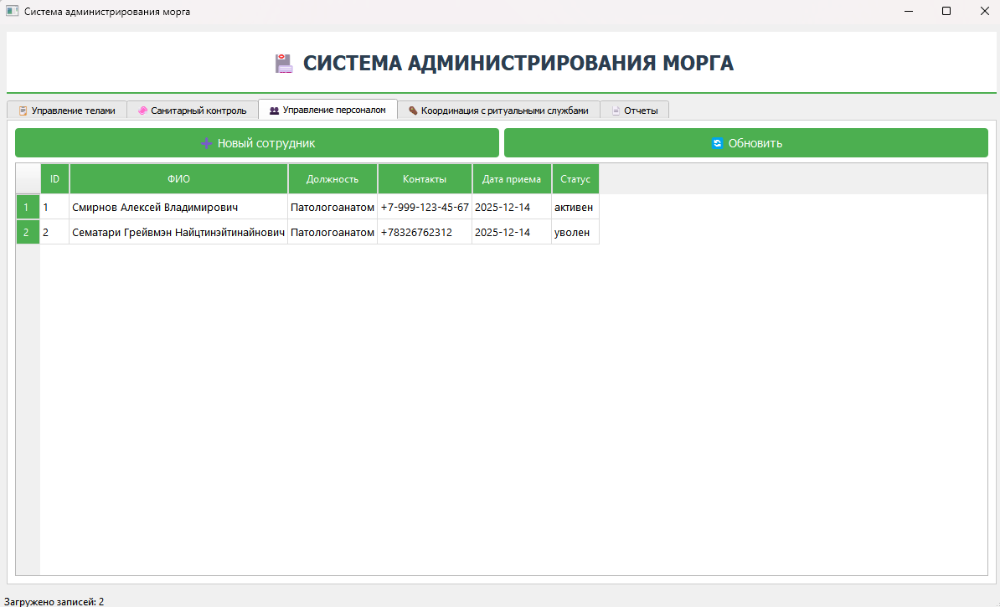 Система администрирования морга
СИСТЕМА АДМИНИСТРИРОВАНИЯ МОРГА
Управление телами Санитарный контроль Управление персоналом Координация с ритуальными службами Отчеты
Новый сотрудник Обновить
ID ФИО Должность Контакты Дата приема Статус
1 1 Смирнов Алексей Владимирович Патологоанатом +7-999-123-45-67 2025-12-14 активен
2 2 Сематари Грейвмэн Найцтинэйтинайнович Патологоанатом +78326762312 2025-12-14 уволен
Загружено записей: 2